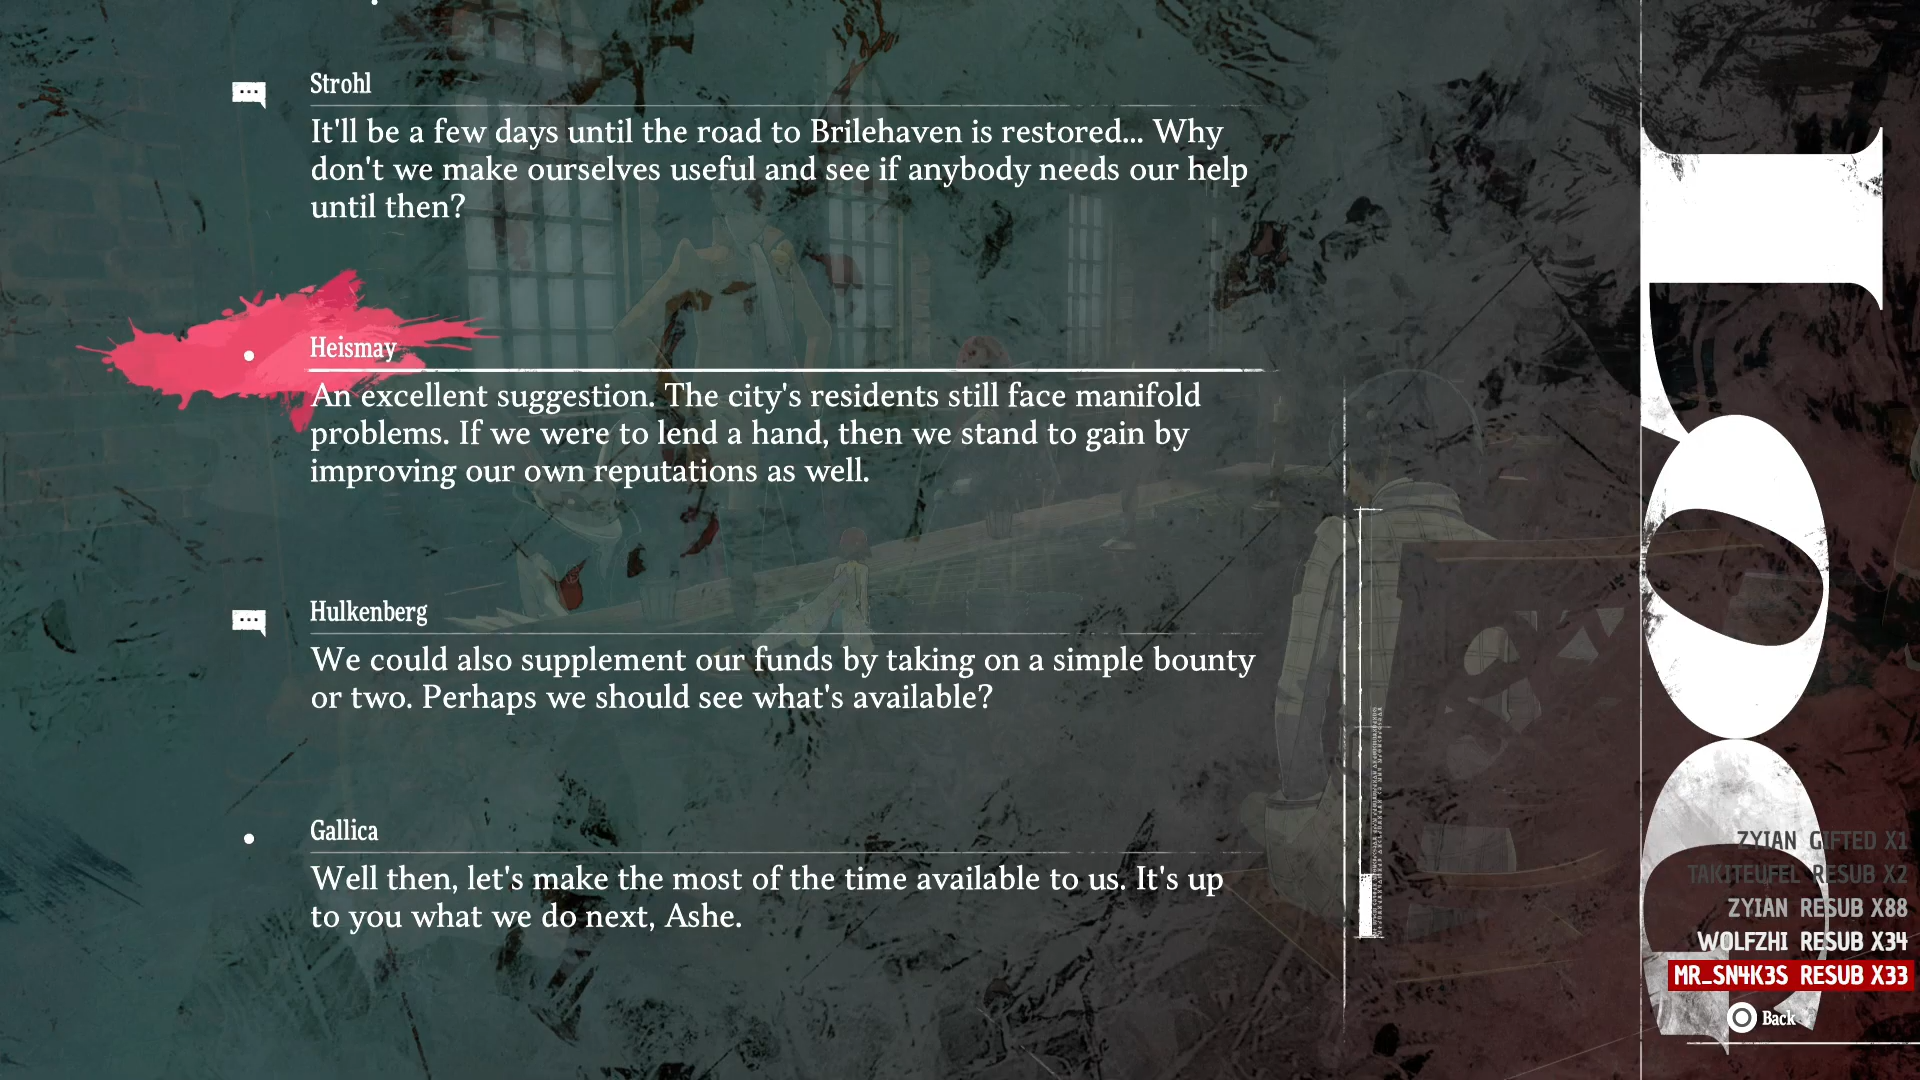 Strohl
It'll be a few days until the road to Brilehaven is restored... Why
don't we make ourselves useful and see if anybody needs our help
until then?
Heismay
An excellent suggestion. The city's residents still face manifold
problems. If we were to lend a hand, then we stand to gain by
improving our own reputations as well.
Hulkenberg
We could also supplement our funds by taking on a simple bounty
or two. Perhaps we should see what's available?
Gallica
Well then, let's make the most of the time available to us. It's up
to you what we do next, Ashe.
LOG
ZYIAN GIFTED X1
TAKITEUFEL RESUB X2
ZYIAN RESUB X88
WOLFZHI RESUB X34
MR_SN4K3S RESUB X33
Back